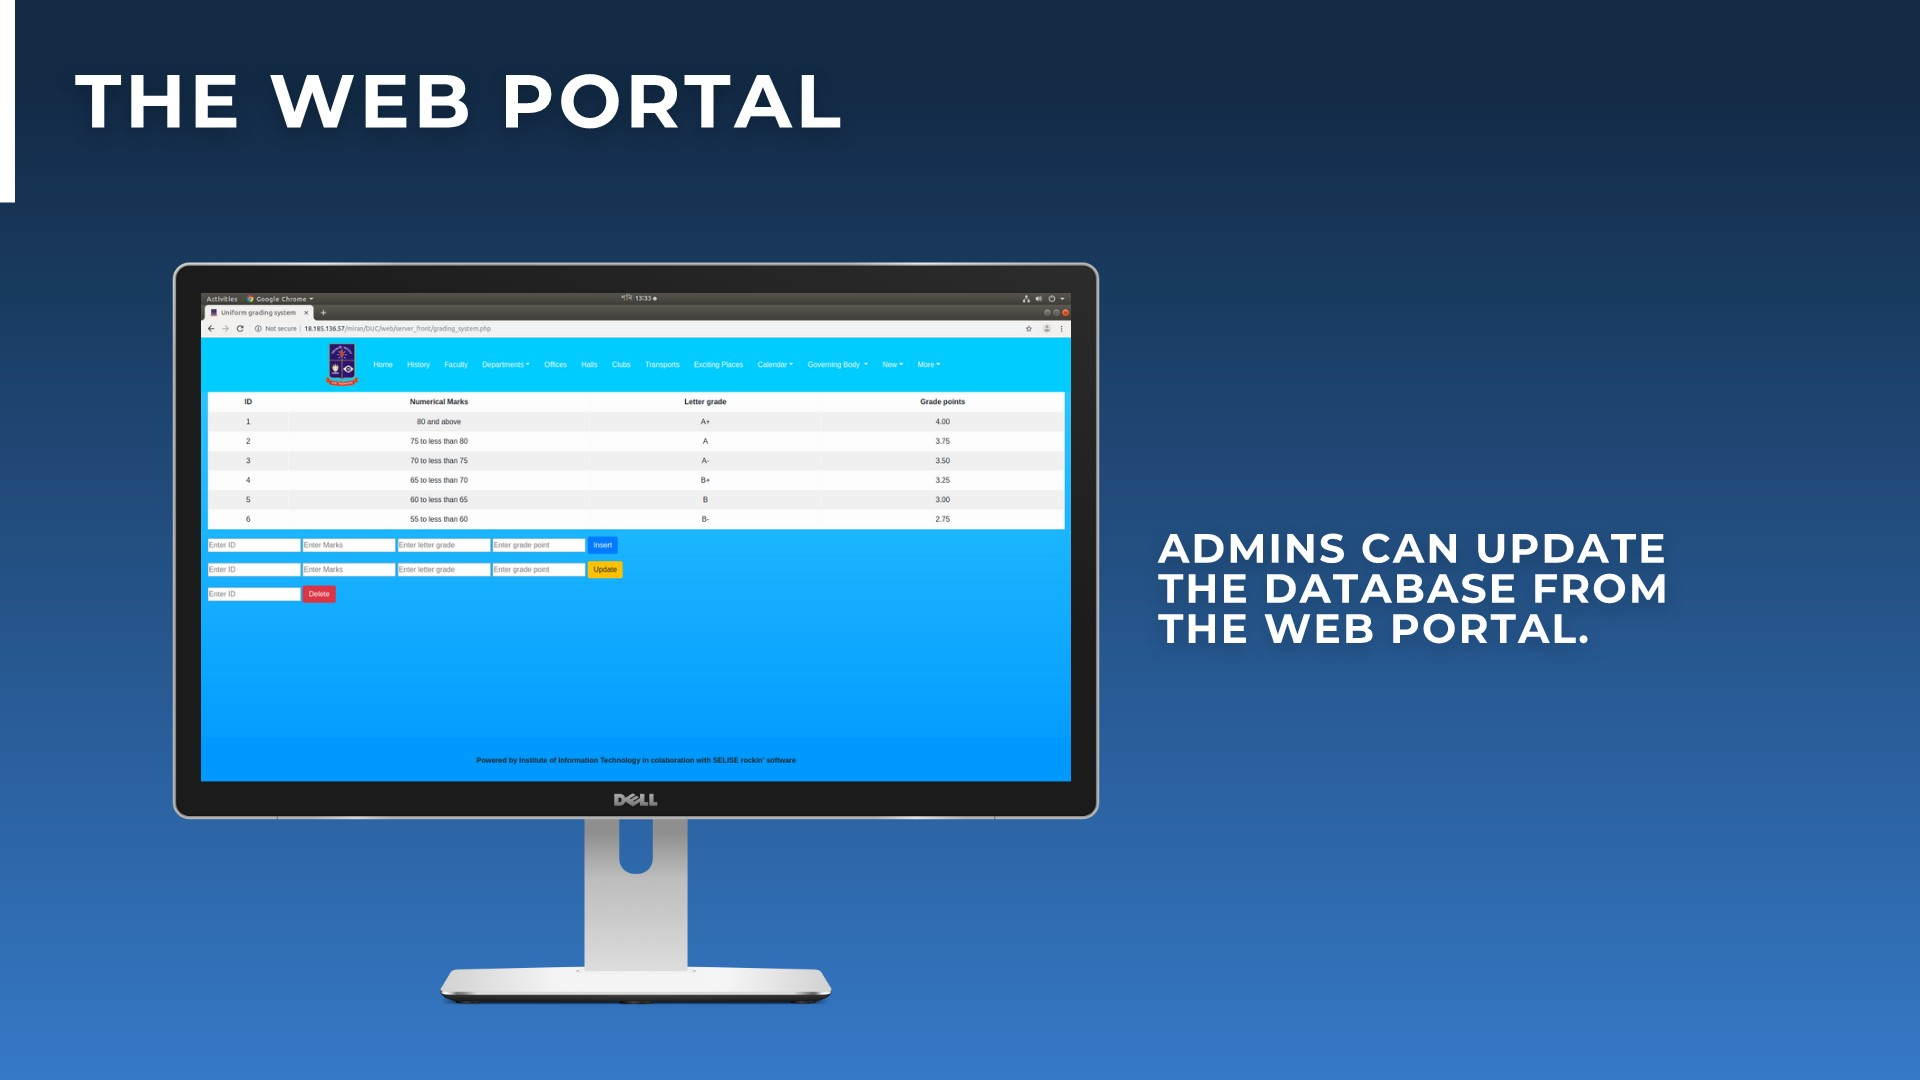 THE WEB PORTAL
Activities Google Chrome
শনি 13:33
Uniform grading system × +
Not secure | 18.185.136.57/miran/DUC/web/server_front/grading_system.php
Home History Faculty Departments Offices Halls Clubs Transports Exciting Places Calendar Governing Body New More
ID Numerical Marks Letter grade Grade points
1 80 and above A+ 4.00
2 75 to less than 80 A 3.75
3 70 to less than 75 A- 3.50
4 65 to less than 70 B+ 3.25
5 60 to less than 65 B 3.00
6 55 to less than 60 B- 2.75
Enter ID Enter Marks Enter letter grade Enter grade point Insert
Enter ID Enter Marks Enter letter grade Enter grade point Update
Enter ID Delete
ADMINS CAN UPDATE
THE DATABASE FROM
THE WEB PORTAL.
Powered by Institute of Information Technology in colaboration with SELISE rockin' software
DELL